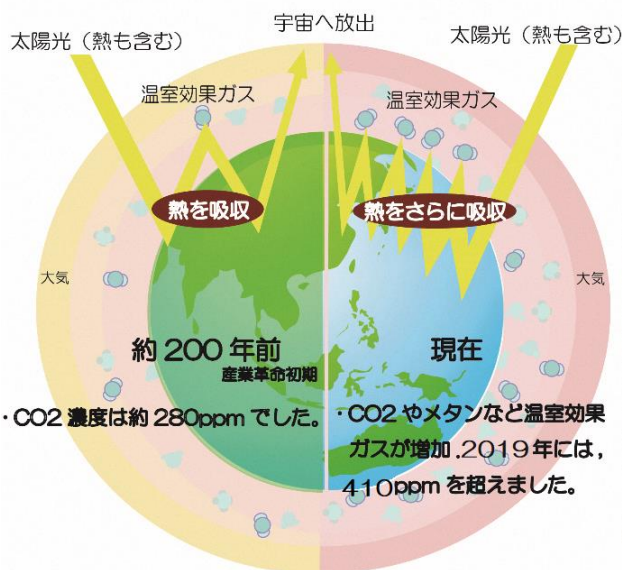 宇宙へ放出
太陽光（熱も含む）
太陽光（熱も含む）
温室効果ガス
温室効果ガス
熱を吸収
熱をさらに吸収
大気
大気
約200年前
産業革命初期
現在
・CO2濃度は約280ppmでした。
・CO2やメタンなど温室効果
ガスが増加.2019年には,
410ppmを超えました。